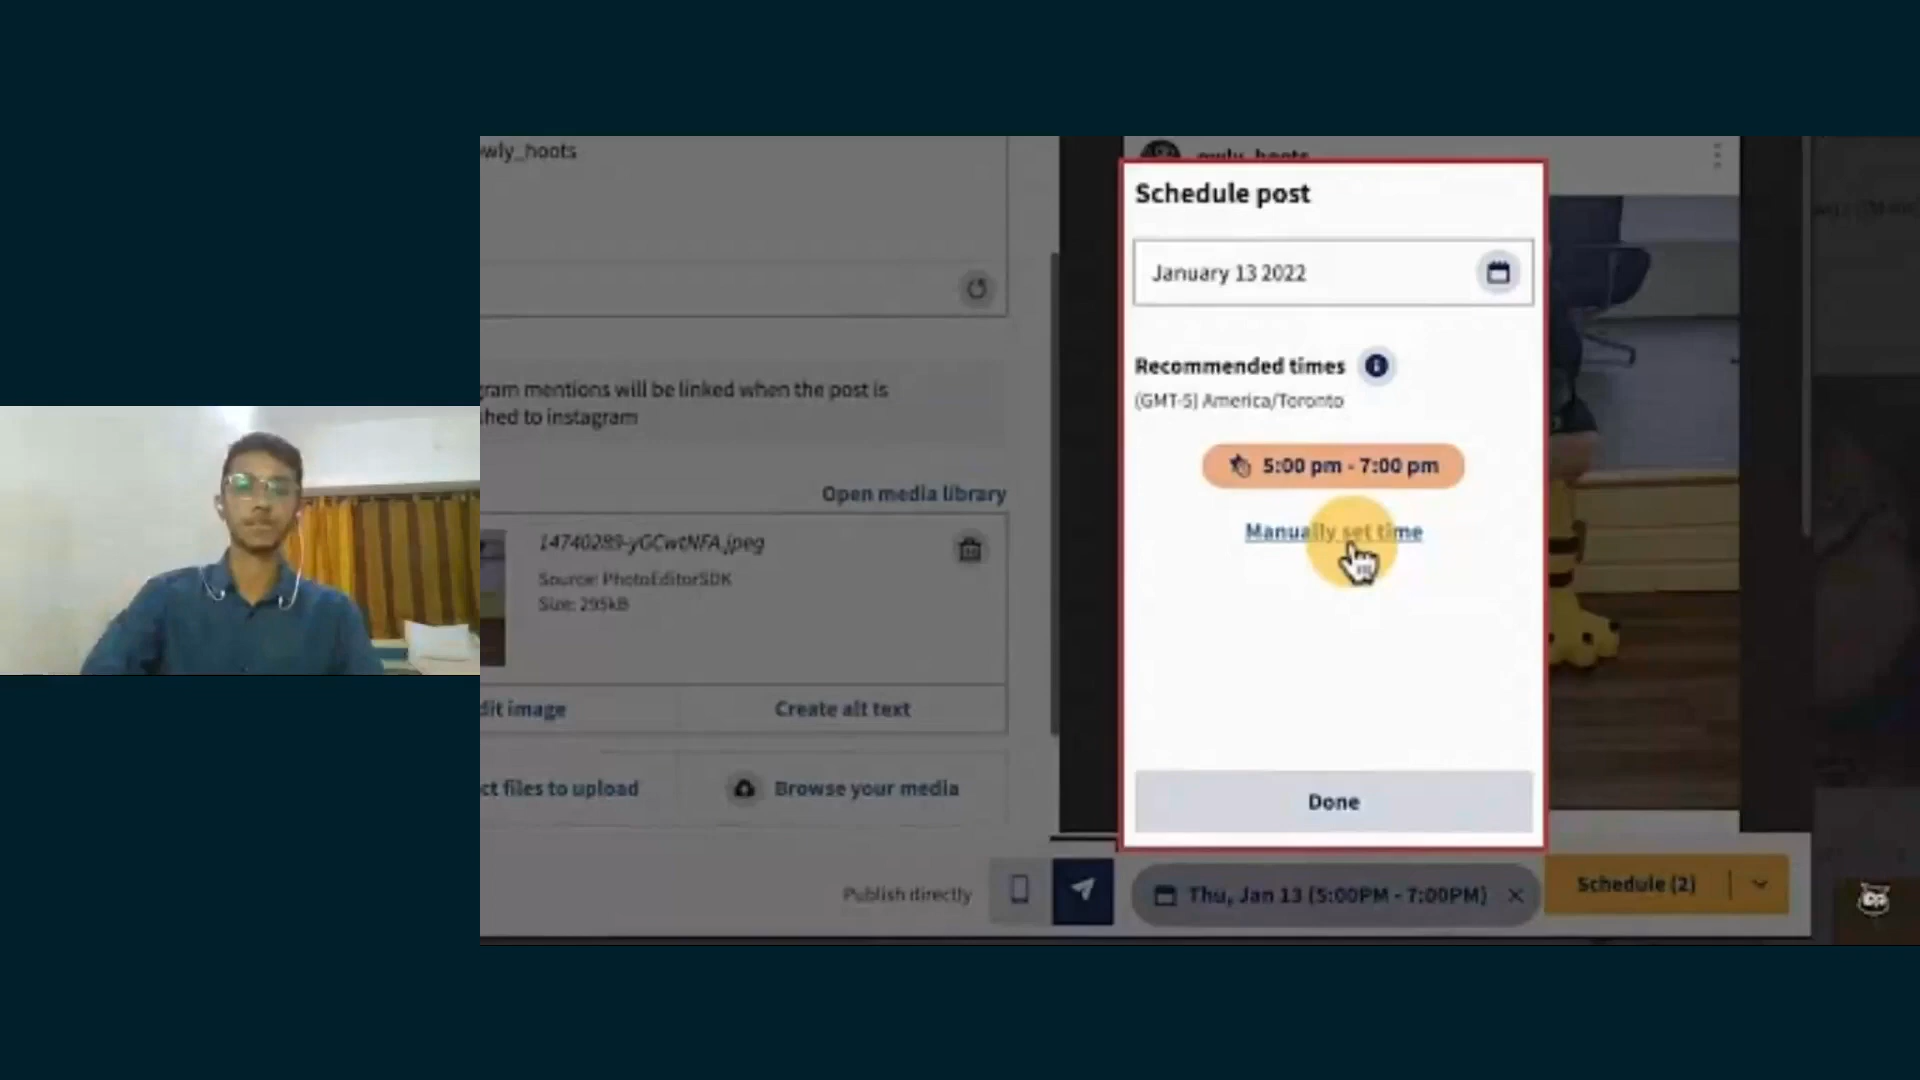 wly_hoots
owly_hoots
Schedule post
January 13 2022
Recommended times
(GMT-5) America/Toronto
5:00 pm - 7:00 pm
Manually set time
Done
gram mentions will be linked when the post is
shed to instagram
Open media library
14740289-yGCwtNFA.jpeg
Source: PhotoEditorSDK
Size: 295kB
dit image
Create alt text
ct files to upload
Browse your media
Publish directly
Thu, Jan 13 (5:00PM - 7:00PM)
Schedule (2)